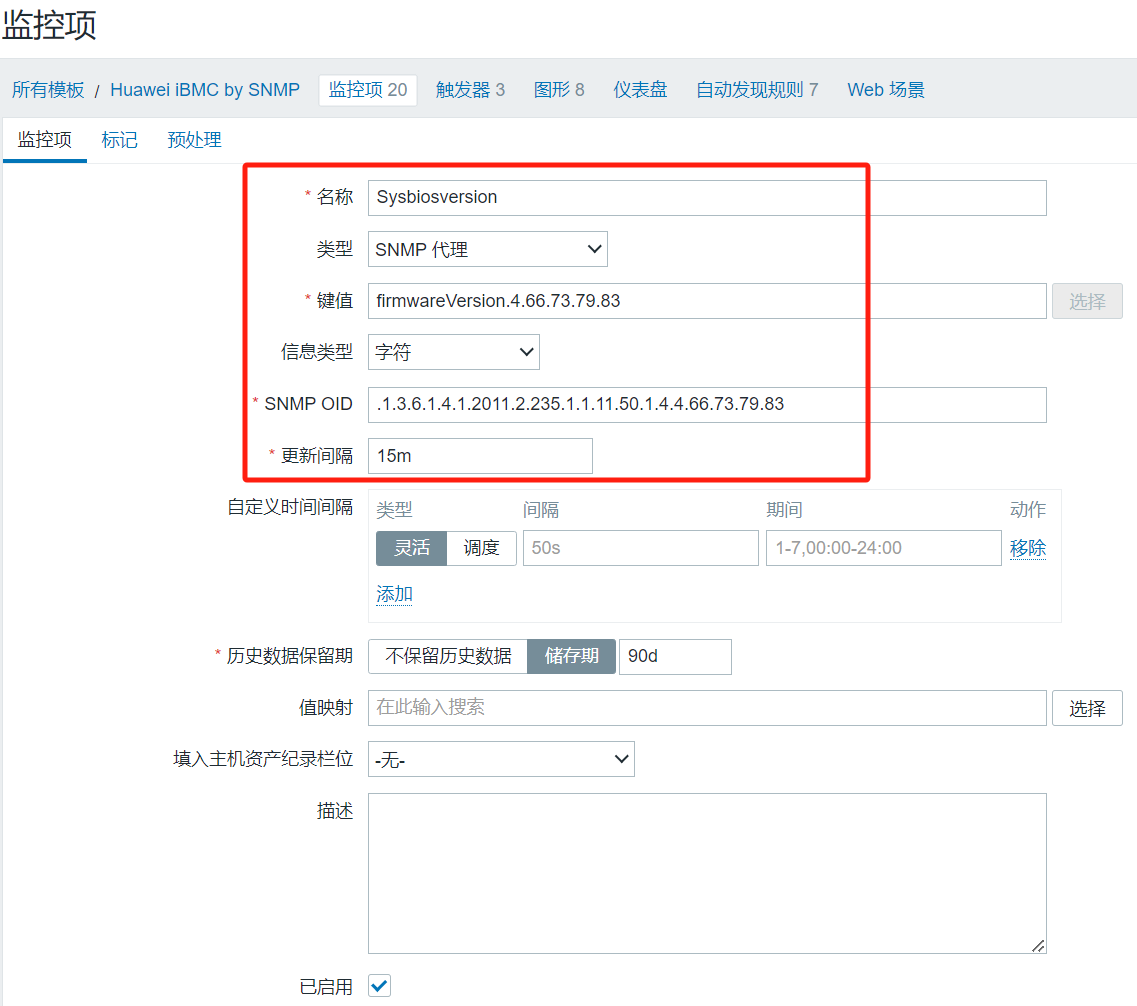 监控项
所有模板 / Huawei iBMC by SNMP 监控项 20 触发器 3 图形 8 仪表盘 自动发现规则 7 Web 场景
监控项 标记 预处理
* 名称 Sysbiosversion
类型 SNMP 代理
* 键值 firmwareVersion.4.66.73.79.83 选择
信息类型 字符
* SNMP OID .1.3.6.1.4.1.2011.2.235.1.1.11.50.1.4.4.66.73.79.83
* 更新间隔 15m
自定义时间间隔 类型 间隔 期间 动作
灵活 调度 50s 1-7,00:00-24:00 移除
添加
* 历史数据保留期 不保留历史数据 储存期 90d
值映射 在此输入搜索 选择
填入主机资产纪录栏位 -无-
描述
已启用